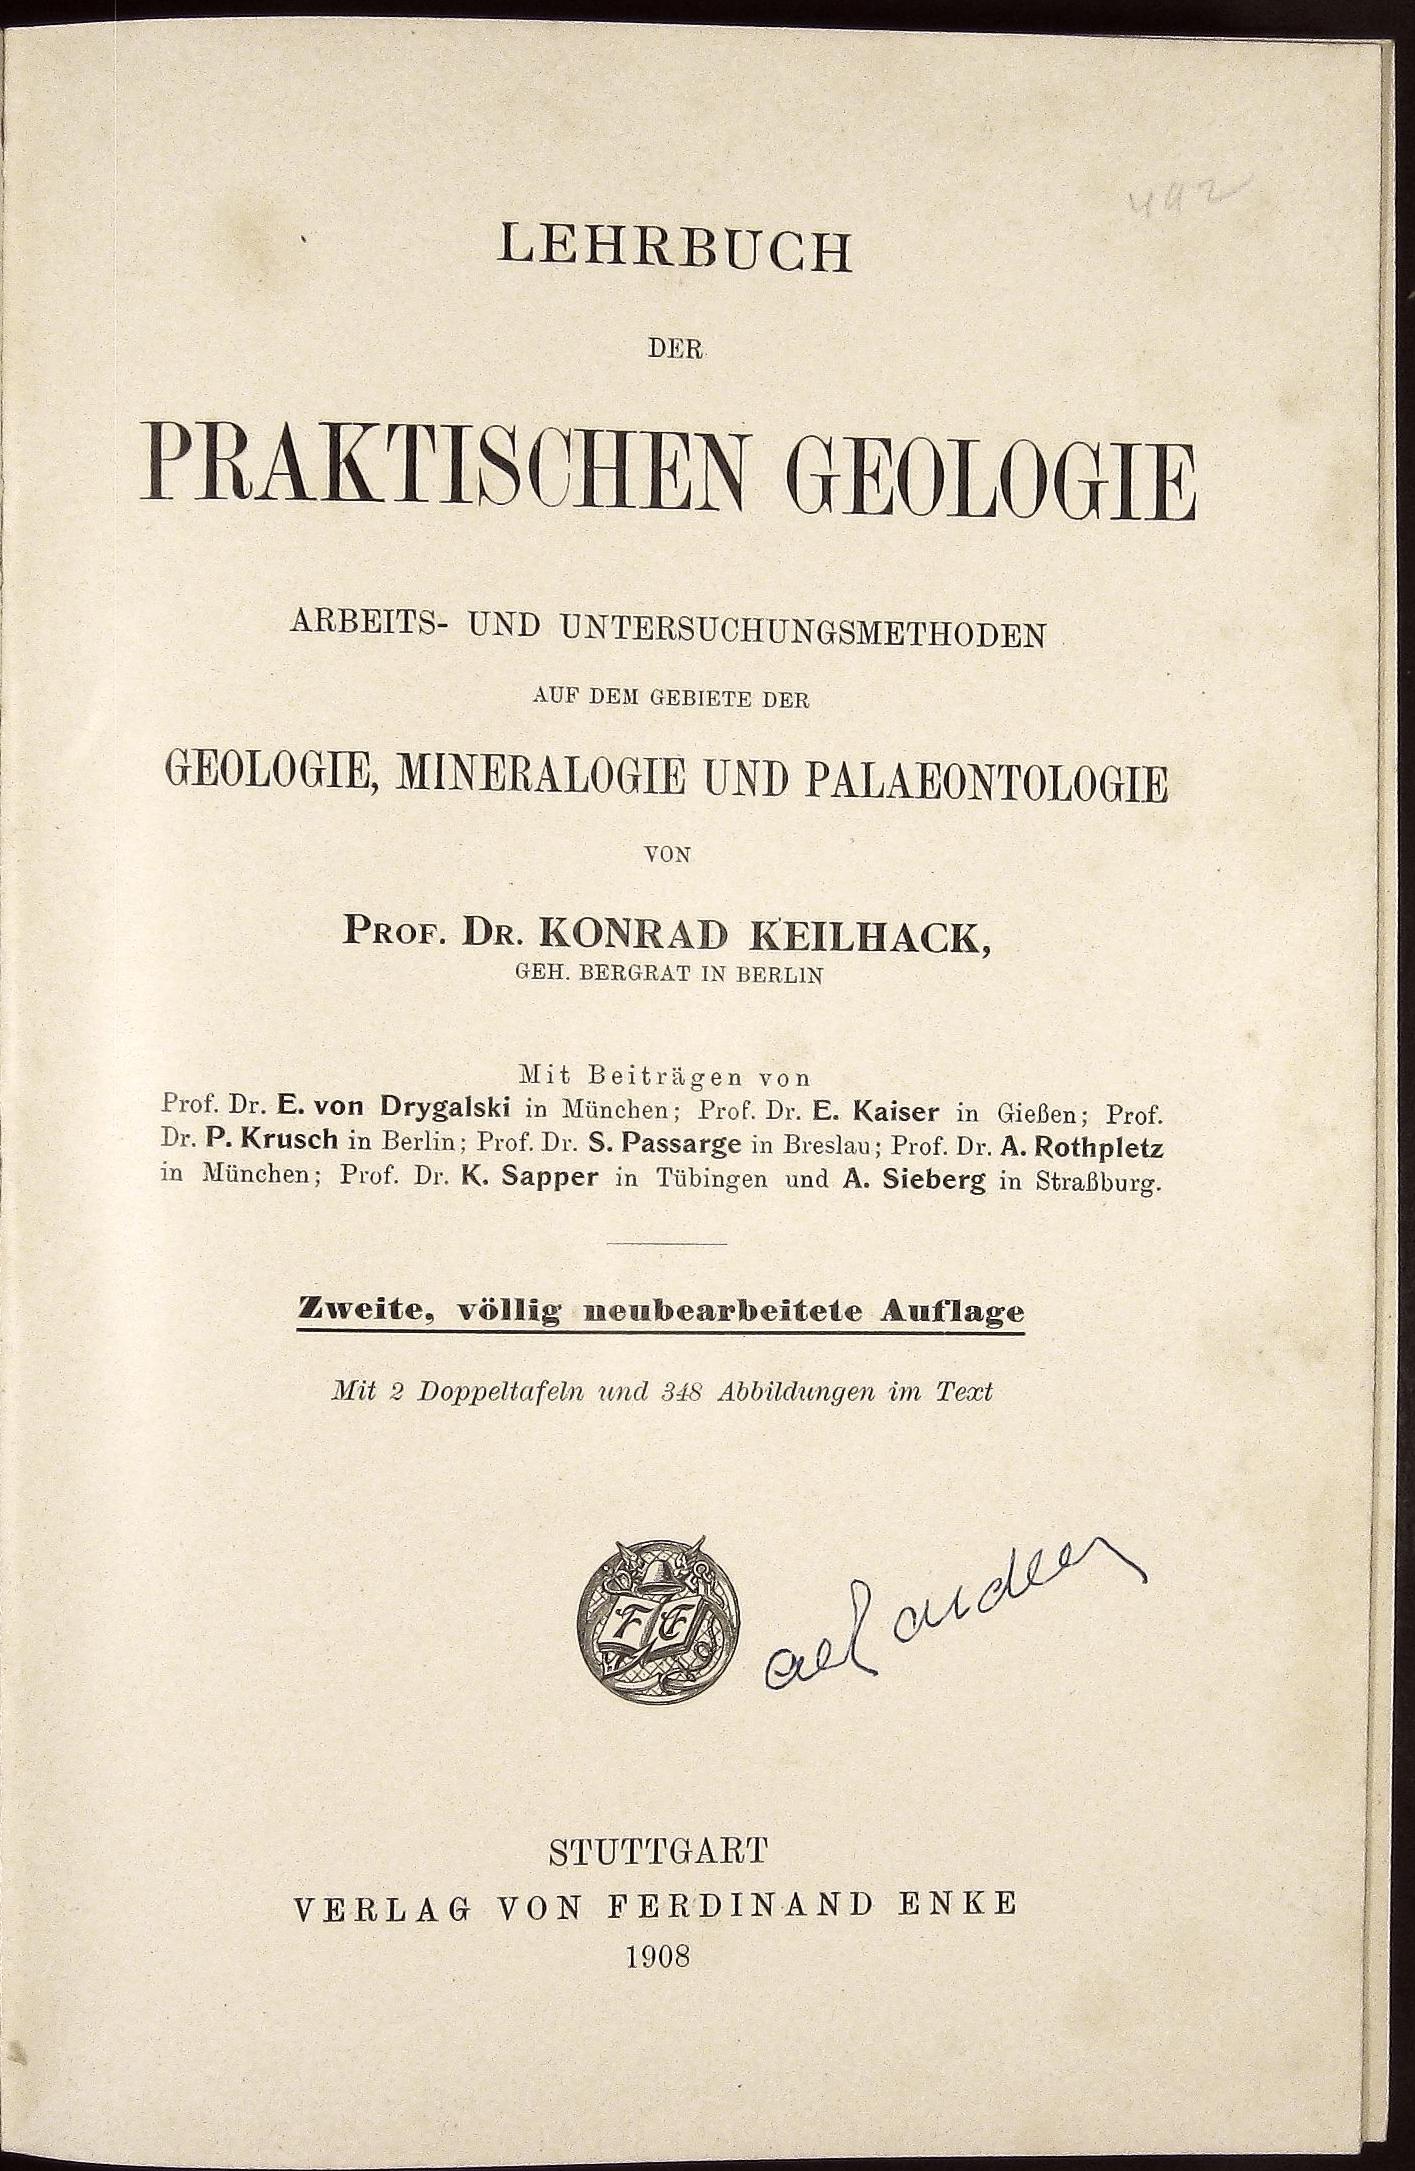 492
LEHRBUCH
DER
PRAKTISCHEN GEOLOGIE
ARBEITS- UND UNTERSUCHUNGSMETHODEN
AUF DEM GEBIETE DER
GEOLOGIE, MINERALOGIE UND PALAEONTOLOGIE
VON
PROF. DR. KONRAD KEILHACK,
GEH. BERGRAT IN BERLIN
Mit Beiträgen von
Prof. Dr. E. von Drygalski in München; Prof. Dr. E. Kaiser in Gießen; Prof.
Dr. P. Krusch in Berlin; Prof. Dr. S. Passarge in Breslau; Prof. Dr. A. Rothpletz
in München; Prof. Dr. K. Sapper in Tübingen und A. Sieberg in Straßburg.
Zweite, völlig neubearbeitete Auflage
Mit 2 Doppeltafeln und 348 Abbildungen im Text
F E
STUTTGART
VERLAG VON FERDINAND ENKE
1908